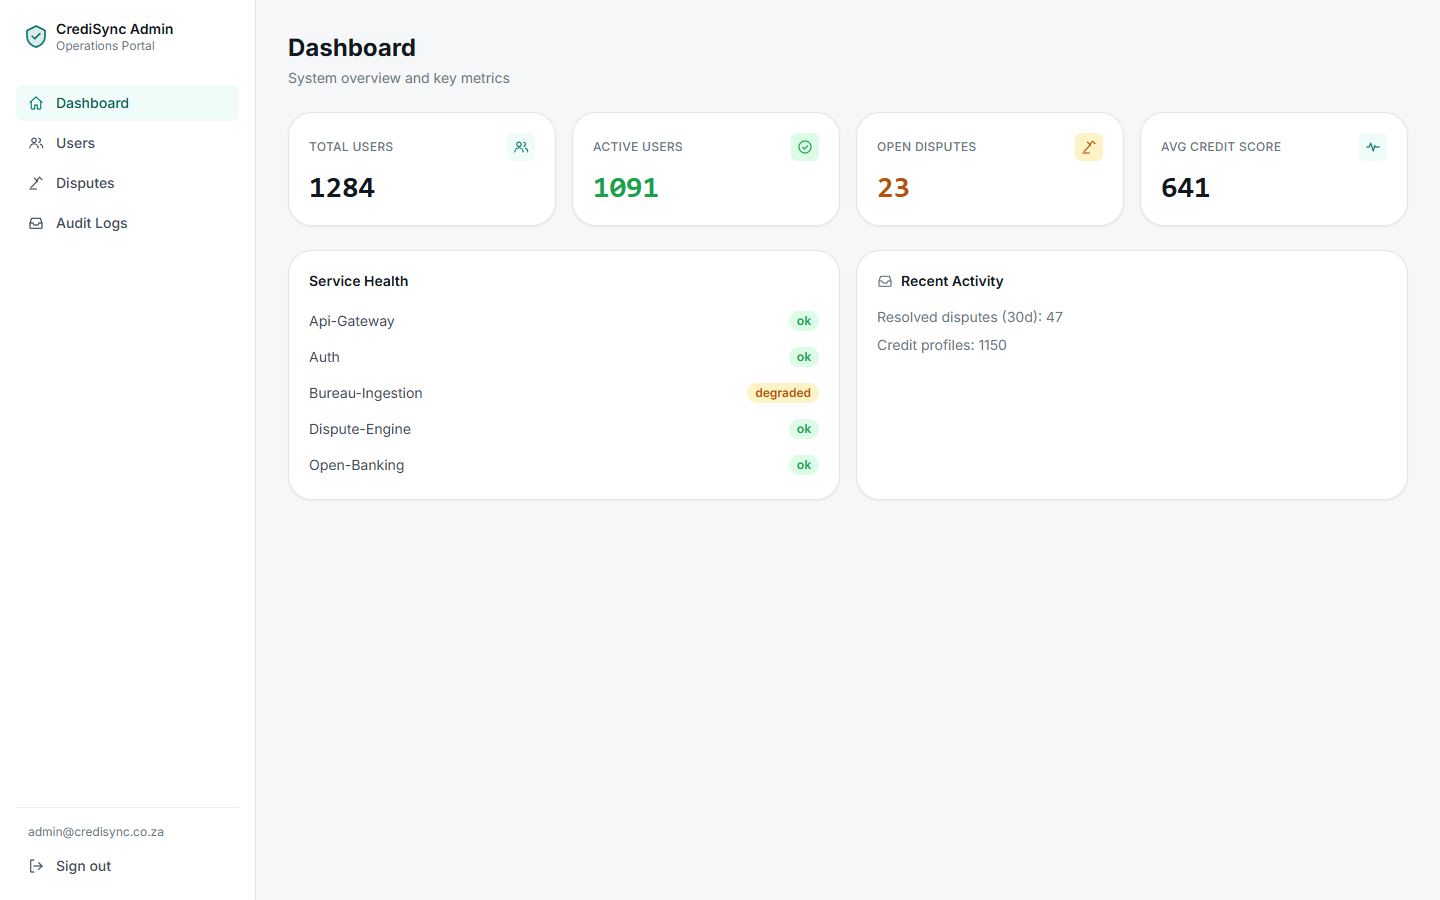 CrediSync Admin
Operations Portal
Dashboard
Users
Disputes
Audit Logs
admin@credisync.co.za
Sign out
Dashboard
System overview and key metrics
TOTAL USERS
1284
ACTIVE USERS
1091
OPEN DISPUTES
23
AVG CREDIT SCORE
641
Service Health
Api-Gateway ok
Auth ok
Bureau-Ingestion degraded
Dispute-Engine ok
Open-Banking ok
Recent Activity
Resolved disputes (30d): 47
Credit profiles: 1150